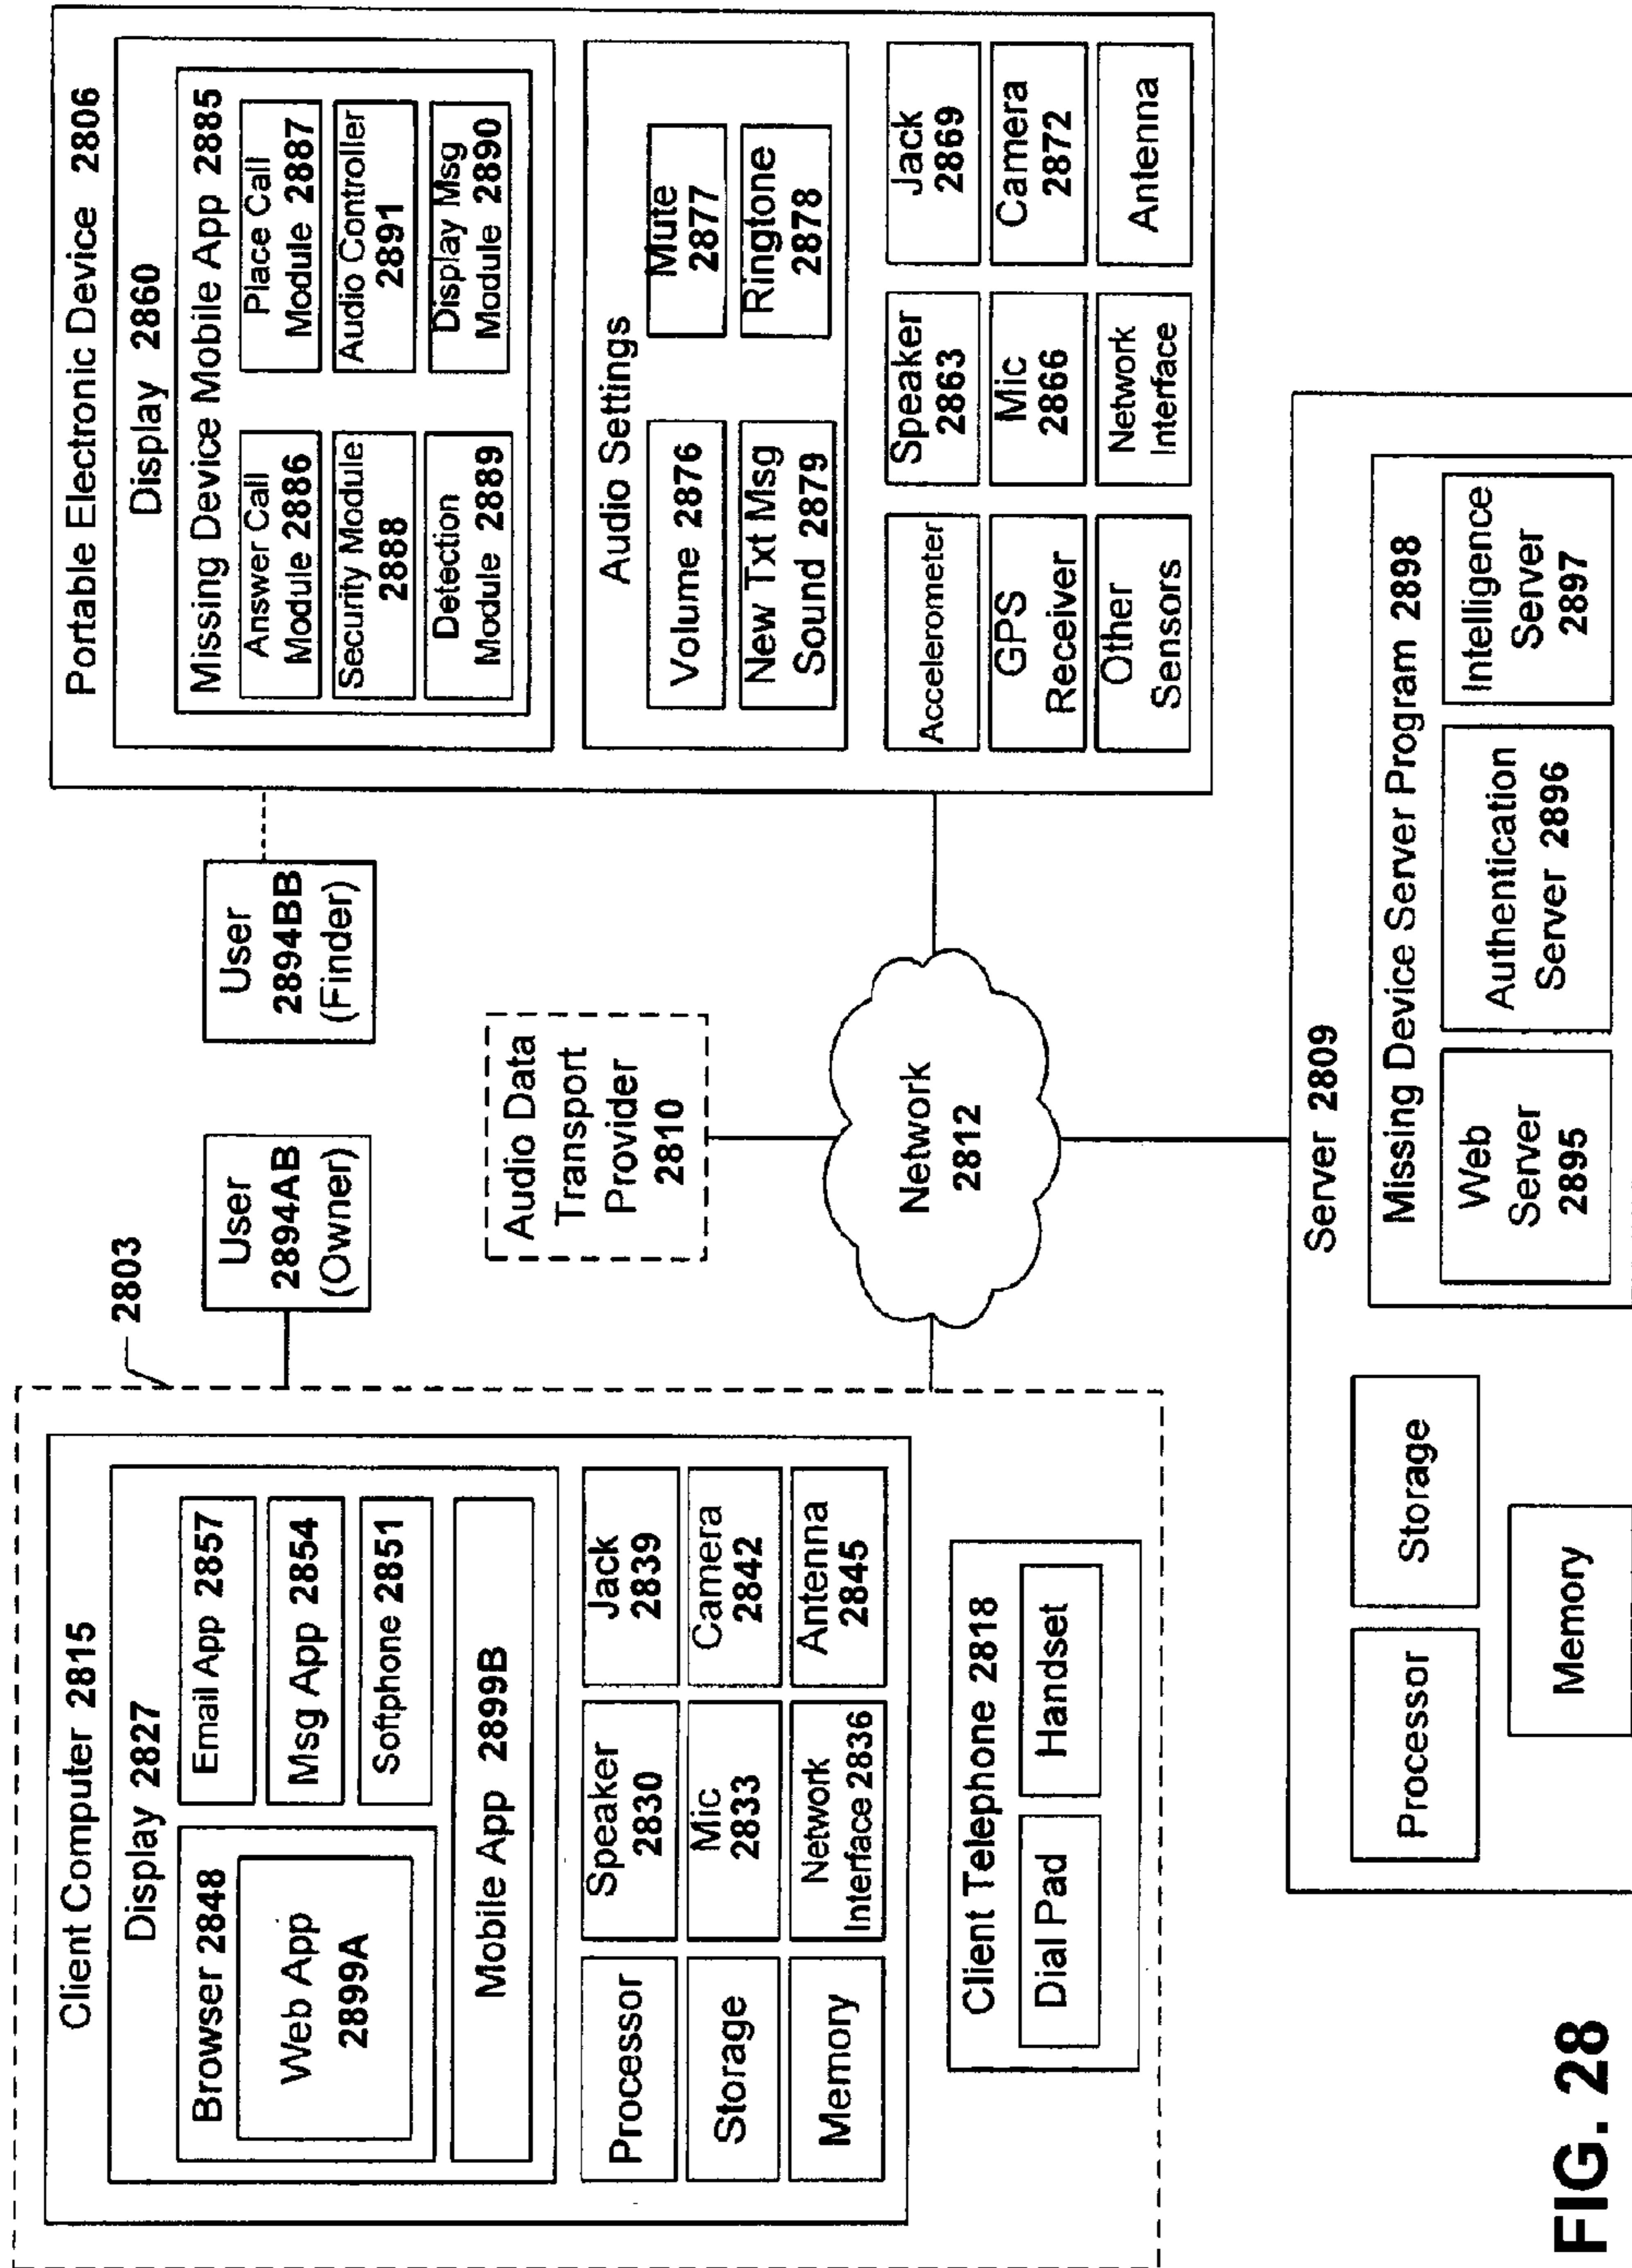 2803
Client Computer 2815
Display 2827
Browser 2848
Web App
2899A
Email App 2857
Msg App 2854
Softphone 2851
Mobile App 2899B
Processor
Speaker
2830
Jack
2839
Storage
Mic
2833
Camera
2842
Memory
Network
Interface 2836
Antenna
2845
Client Telephone 2818
Dial Pad
Handset
User
2894AB
(Owner)
User
2894BB
(Finder)
Audio Data
Transport
Provider
2810
Network
2812
Portable Electronic Device 2806
Display 2860
Missing Device Mobile App 2885
Answer Call
Module 2886
Place Call
Module 2887
Security Module
2888
Audio Controller
2891
Detection
Module 2889
Display Msg
Module 2890
Audio Settings
Volume 2876
Mute
2877
New Txt Msg
Sound 2879
Ringtone
2878
Accelerometer
Speaker
2863
Jack
2869
GPS
Receiver
Mic
2866
Camera
2872
Other
Sensors
Network
Interface
Antenna
Server 2809
Processor
Storage
Memory
Missing Device Server Program 2898
Web
Server
2895
Authentication
Server 2896
Intelligence
Server
2897
FIG. 28